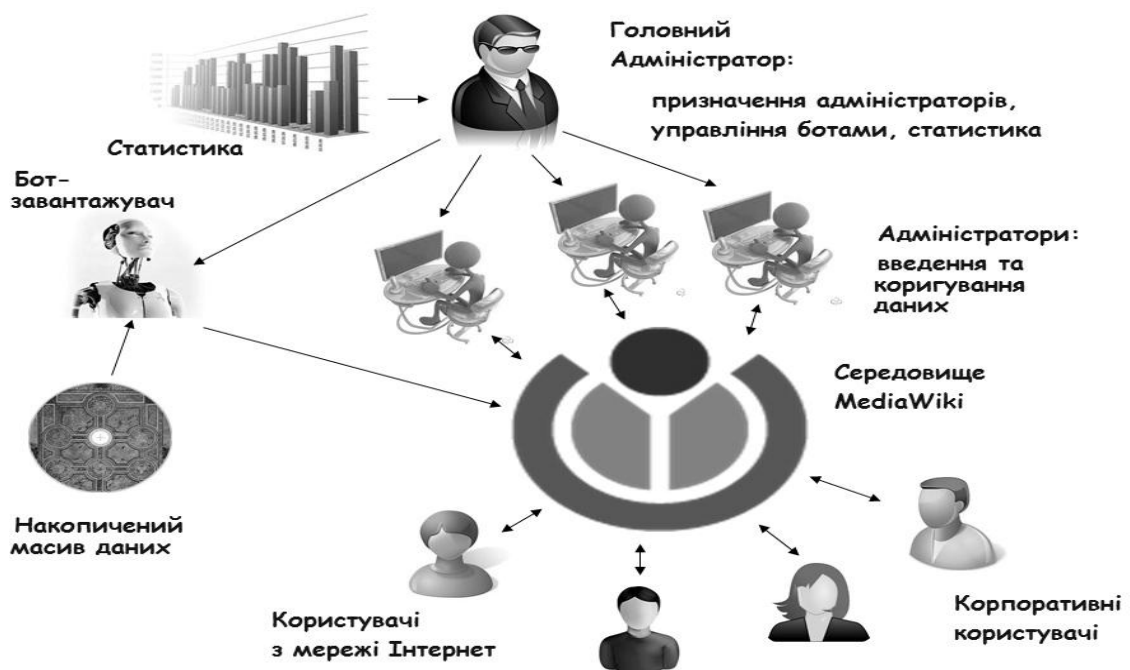 Головний
Адміністратор:
призначення адміністраторів,
управління ботами, статистика
Статистика
Бот-
завантажувач
Адміністратори:
введення та
коригування
даних
Середовище
MediaWiki
Накопичений
масив даних
Користувачі
з мережі Інтернет
Корпоративні
користувачі